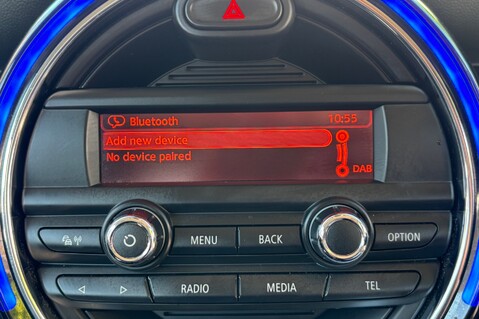 Bluetooth 10:55
Add new device
No device paired
DAB
MENU BACK OPTION
RADIO MEDIA TEL